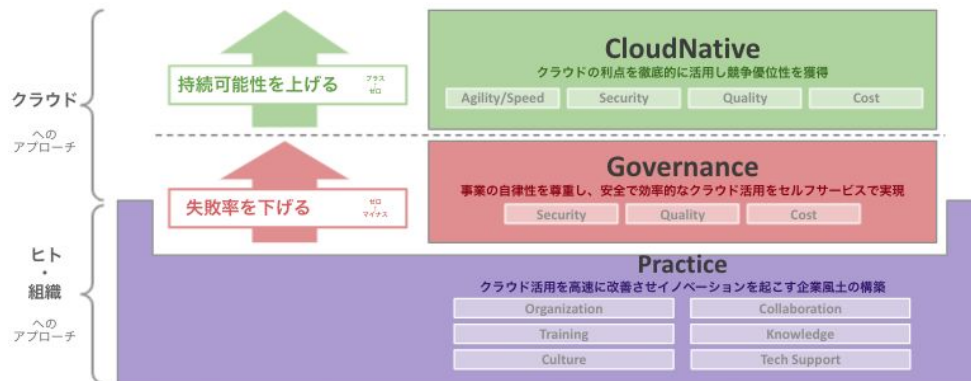 クラウド
への
アプローチ
持続可能性を上げる
プラス
↑
ゼロ
CloudNative
クラウドの利点を徹底的に活用し競争優位性を獲得
Agility/Speed Security Quality Cost
失敗率を下げる
ゼロ
↑
マイナス
Governance
事業の自律性を尊重し、安全で効率的なクラウド活用をセルフサービスで実現
Security Quality Cost
ヒト
・
組織
への
アプローチ
Practice
クラウド活用を高速に改善させイノベーションを起こす企業風土の構築
Organization Collaboration
Training Knowledge
Culture Tech Support